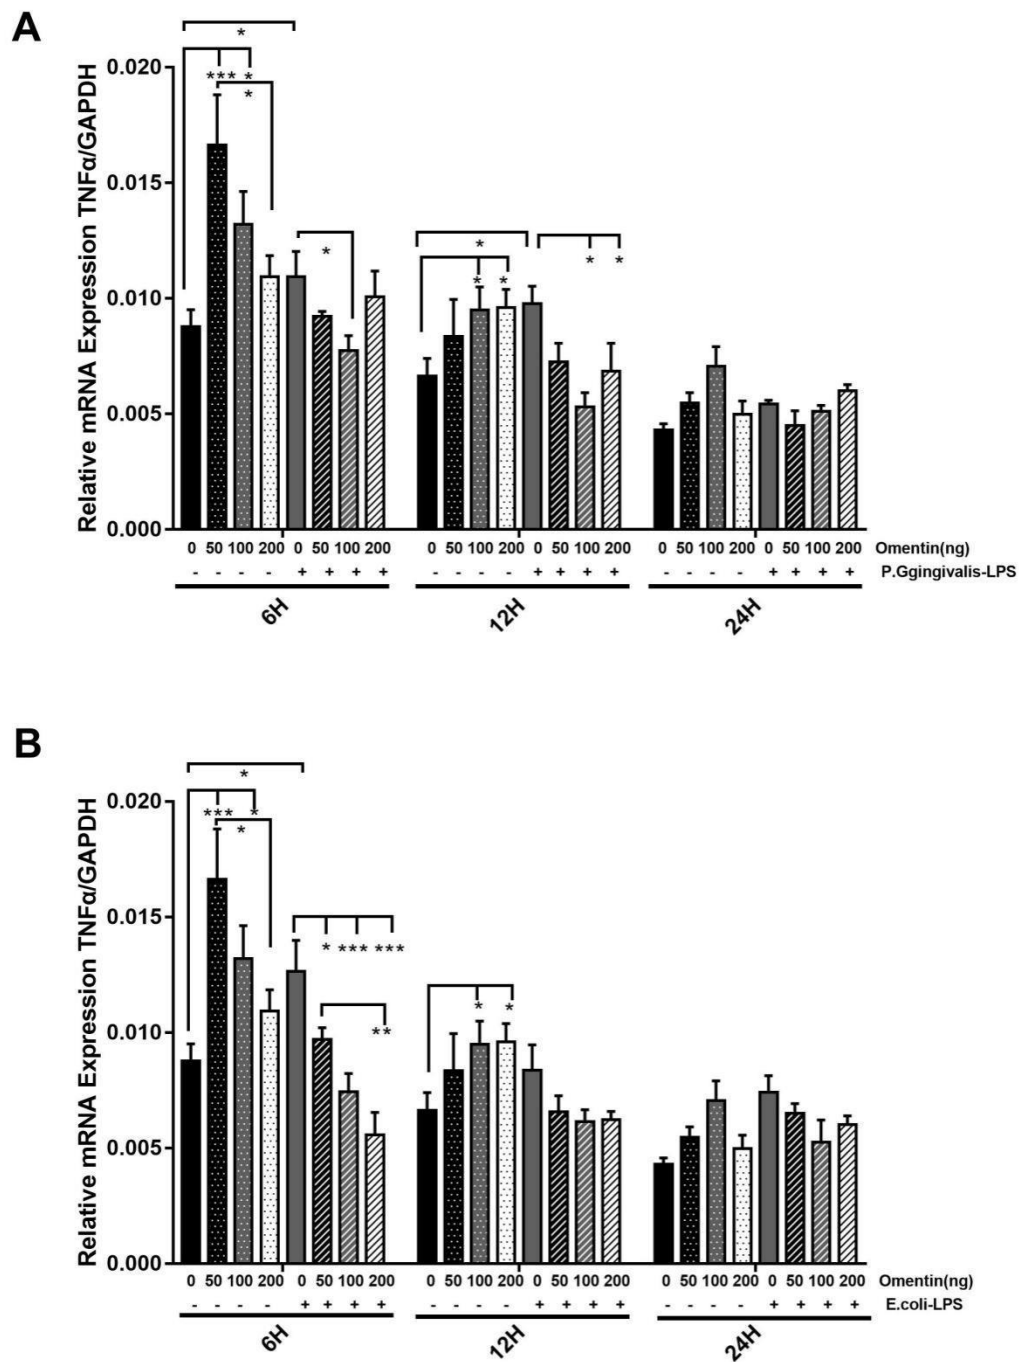 A
*
*** *
*
0.020
0.015
0.010
0.005
0.000
Relative mRNA Expression TNFα/GAPDH
*
*
* *
* *
0 50 100 200 0 50 100 200 0 50 100 200 0 50 100 200 0 50 100 200 0 50 100 200 Omentin(ng)
- - - - + + + + - - - - + + + + - - - - + + + + P.Ggingivalis-LPS
6H 12H 24H
B
*
*** *
*
0.020
0.015
0.010
0.005
0.000
Relative mRNA Expression TNFα/GAPDH
* *** ***
**
* *
0 50 100 200 0 50 100 200 0 50 100 200 0 50 100 200 0 50 100 200 0 50 100 200 Omentin(ng)
- - - - + + + + - - - - + + + + - - - - + + + + E.coli-LPS
6H 12H 24H